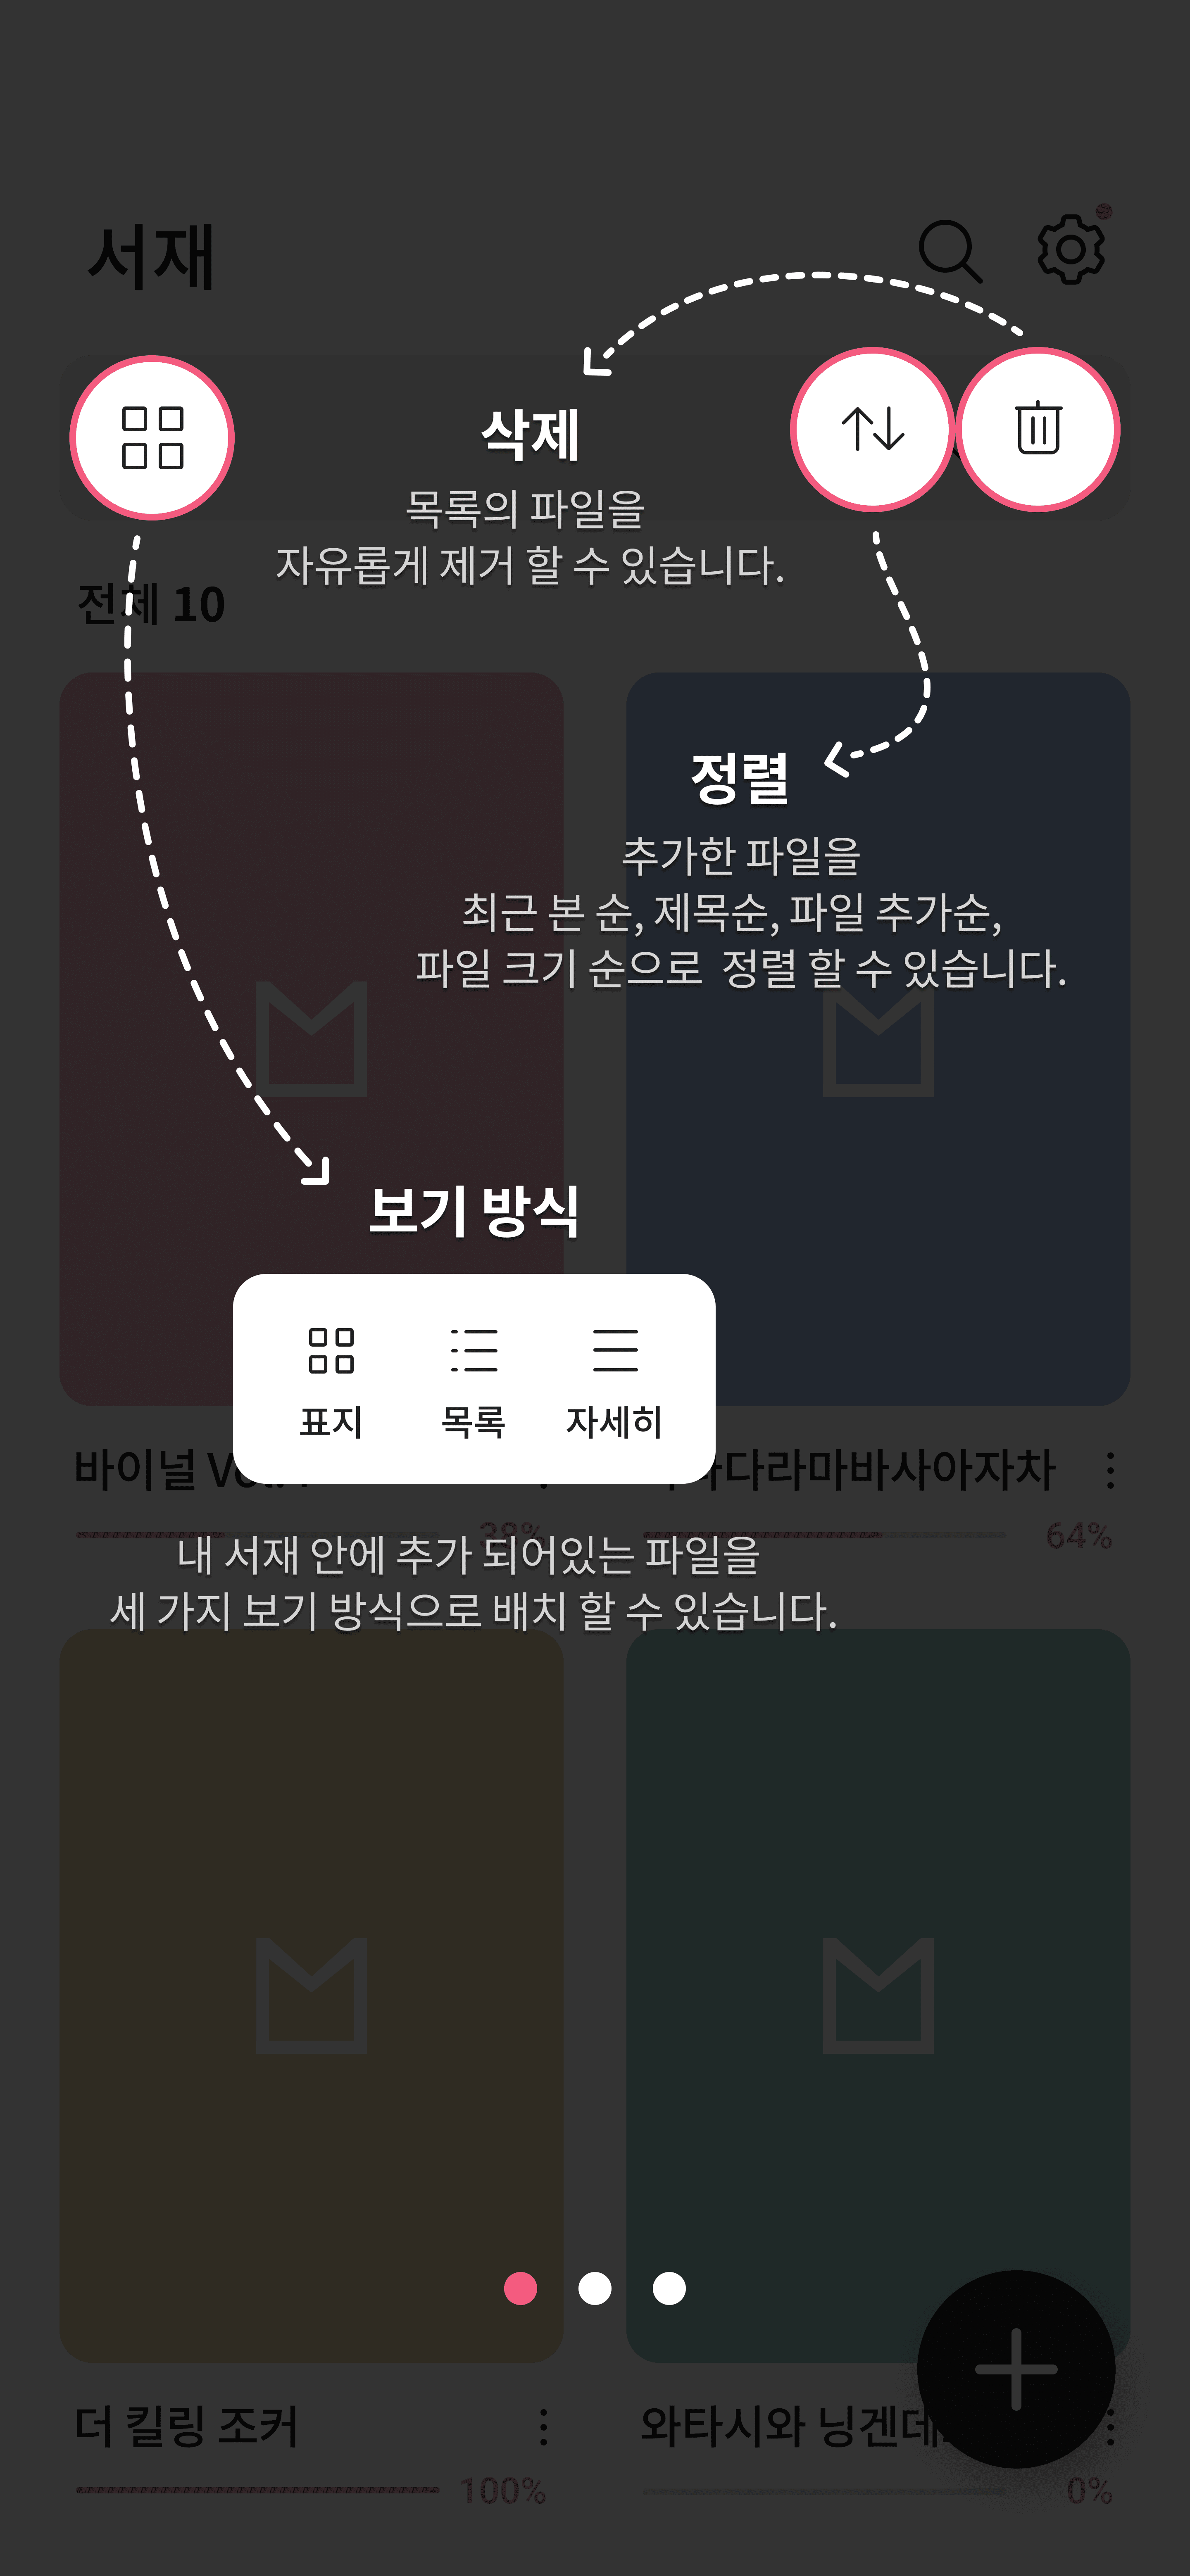 서재
삭제
목록의 파일을
자유롭게 제거 할 수 있습니다.
전체 10
정렬
추가한 파일을
최근 본 순, 제목순, 파일 추가순,
파일 크기 순으로 정렬 할 수 있습니다.
보기 방식
표지 목록 자세히
바이널
다라마바사아자차
38%
64%
내 서재 안에 추가 되어있는 파일을
세 가지 보기 방식으로 배치 할 수 있습니다.
더 킬링 조커
와타시와 닝겐데
100%
0%